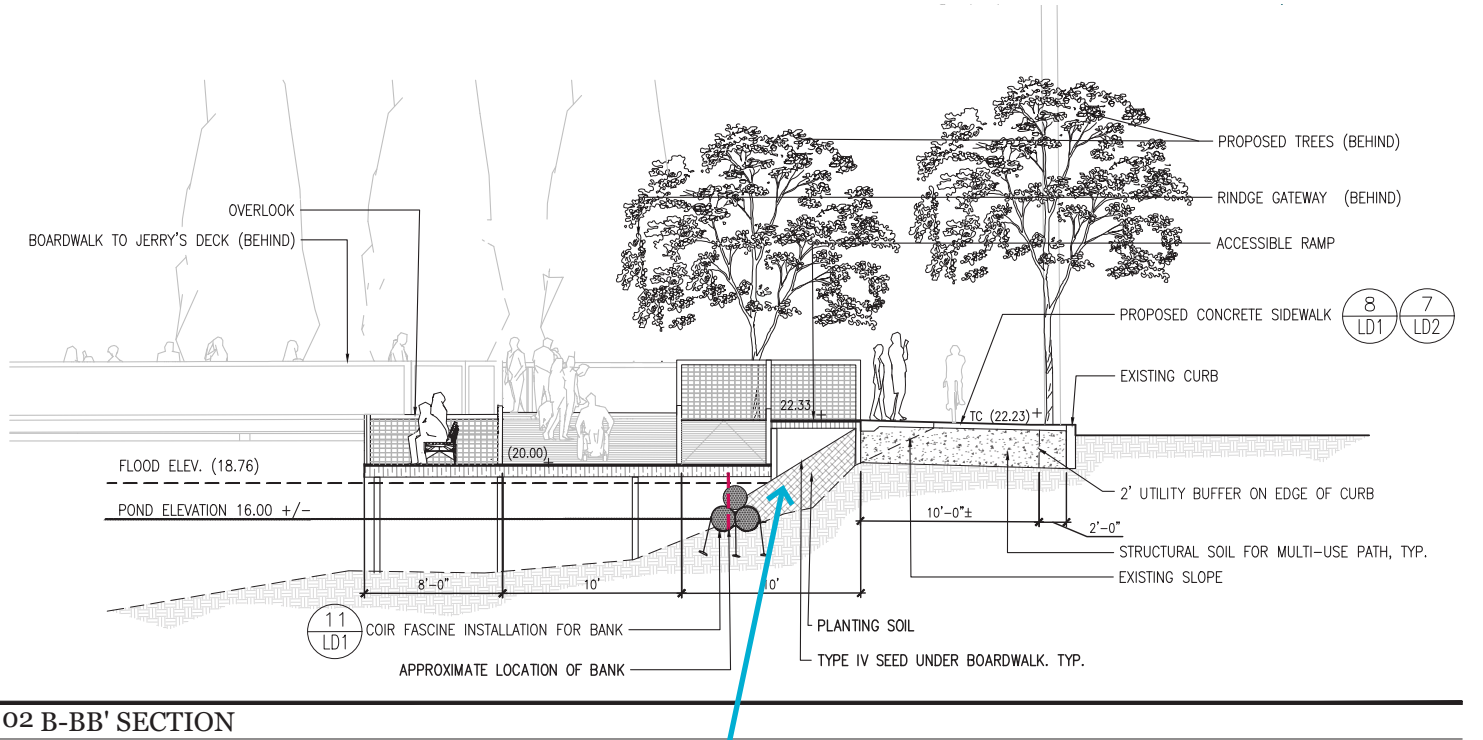 PROPOSED TREES (BEHIND)
OVERLOOK
RINDGE GATEWAY (BEHIND)
BOARDWALK TO JERRY'S DECK (BEHIND)
ACCESSIBLE RAMP
PROPOSED CONCRETE SIDEWALK
8
LD1
7
LD2
EXISTING CURB
22.33
TC (22.23)
(20.00)
FLOOD ELEV. (18.76)
POND ELEVATION 16.00 +/-
2' UTILITY BUFFER ON EDGE OF CURB
10'-0"±
2'-0"
STRUCTURAL SOIL FOR MULTI-USE PATH, TYP.
EXISTING SLOPE
8'-0"
10'
10'
11
LD1
COIR FASCINE INSTALLATION FOR BANK
PLANTING SOIL
TYPE IV SEED UNDER BOARDWALK. TYP.
APPROXIMATE LOCATION OF BANK
02 B-BB' SECTION